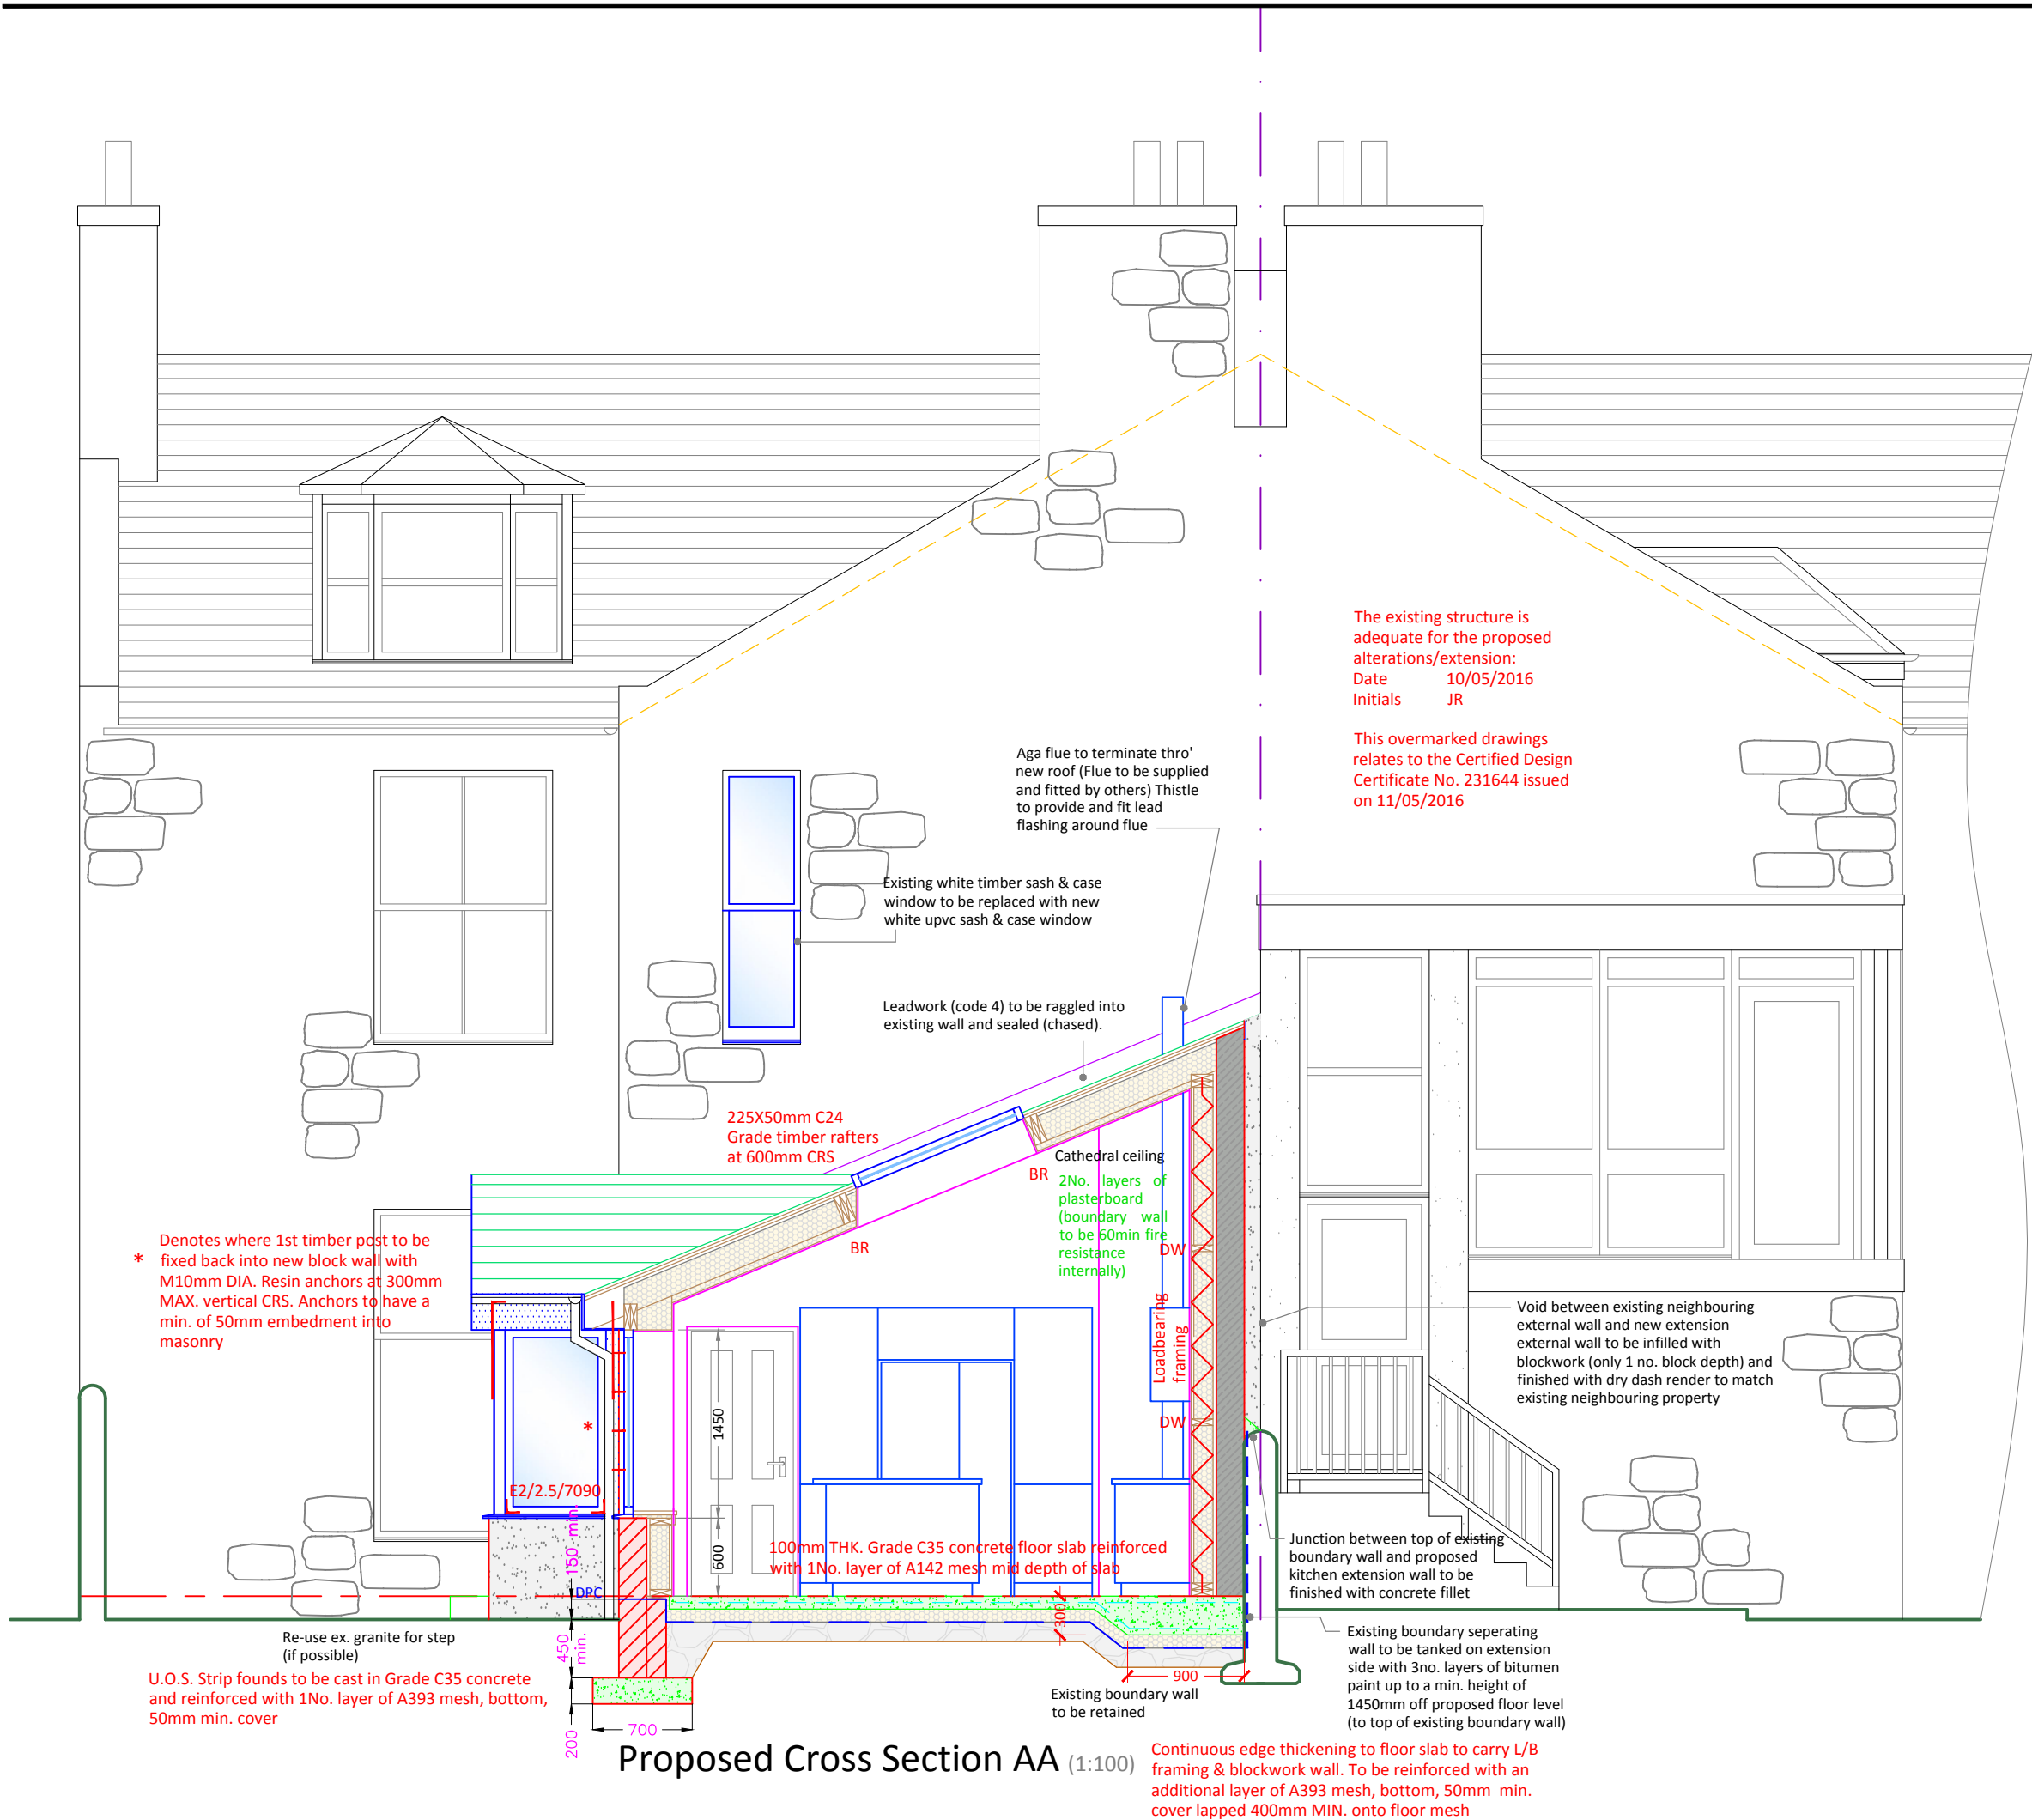 The existing structure is
adequate for the proposed
alterations/extension:
Date 10/05/2016
Initials JR
This overmarked drawings
relates to the Certified Design
Certificate No. 231644 issued
on 11/05/2016
Aga flue to terminate thro'
new roof (Flue to be supplied
and fitted by others) Thistle
to provide and fit lead
flashing around flue
Existing white timber sash & case
window to be replaced with new
white upvc sash & case window
Leadwork (code 4) to be raggled into
existing wall and sealed (chased).
225X50mm C24
Grade timber rafters
at 600mm CRS
BR
BR
Cathedral ceiling
2No. layers of
plasterboard
(boundary wall
to be 60min fire
resistance
internally)
DW
DW
Loadbearing
framing
Denotes where 1st timber post to be
* fixed back into new block wall with
M10mm DIA. Resin anchors at 300mm
MAX. vertical CRS. Anchors to have a
min. of 50mm embedment into
masonry
*
E2/2.5/7090
1450
600
150 min.
DPC
450
min.
200
700
300
900
Void between existing neighbouring
external wall and new extension
external wall to be infilled with
blockwork (only 1 no. block depth) and
finished with dry dash render to match
existing neighbouring property
100mm THK. Grade C35 concrete floor slab reinforced
with 1No. layer of A142 mesh mid depth of slab
Junction between top of existing
boundary wall and proposed
kitchen extension wall to be
finished with concrete fillet
Re-use ex. granite for step
(if possible)
U.O.S. Strip founds to be cast in Grade C35 concrete
and reinforced with 1No. layer of A393 mesh, bottom,
50mm min. cover
Existing boundary wall
to be retained
Existing boundary seperating
wall to be tanked on extension
side with 3no. layers of bitumen
paint up to a min. height of
1450mm off proposed floor level
(to top of existing boundary wall)
Proposed Cross Section AA (1:100)
Continuous edge thickening to floor slab to carry L/B
framing & blockwork wall. To be reinforced with an
additional layer of A393 mesh, bottom, 50mm min.
cover lapped 400mm MIN. onto floor mesh